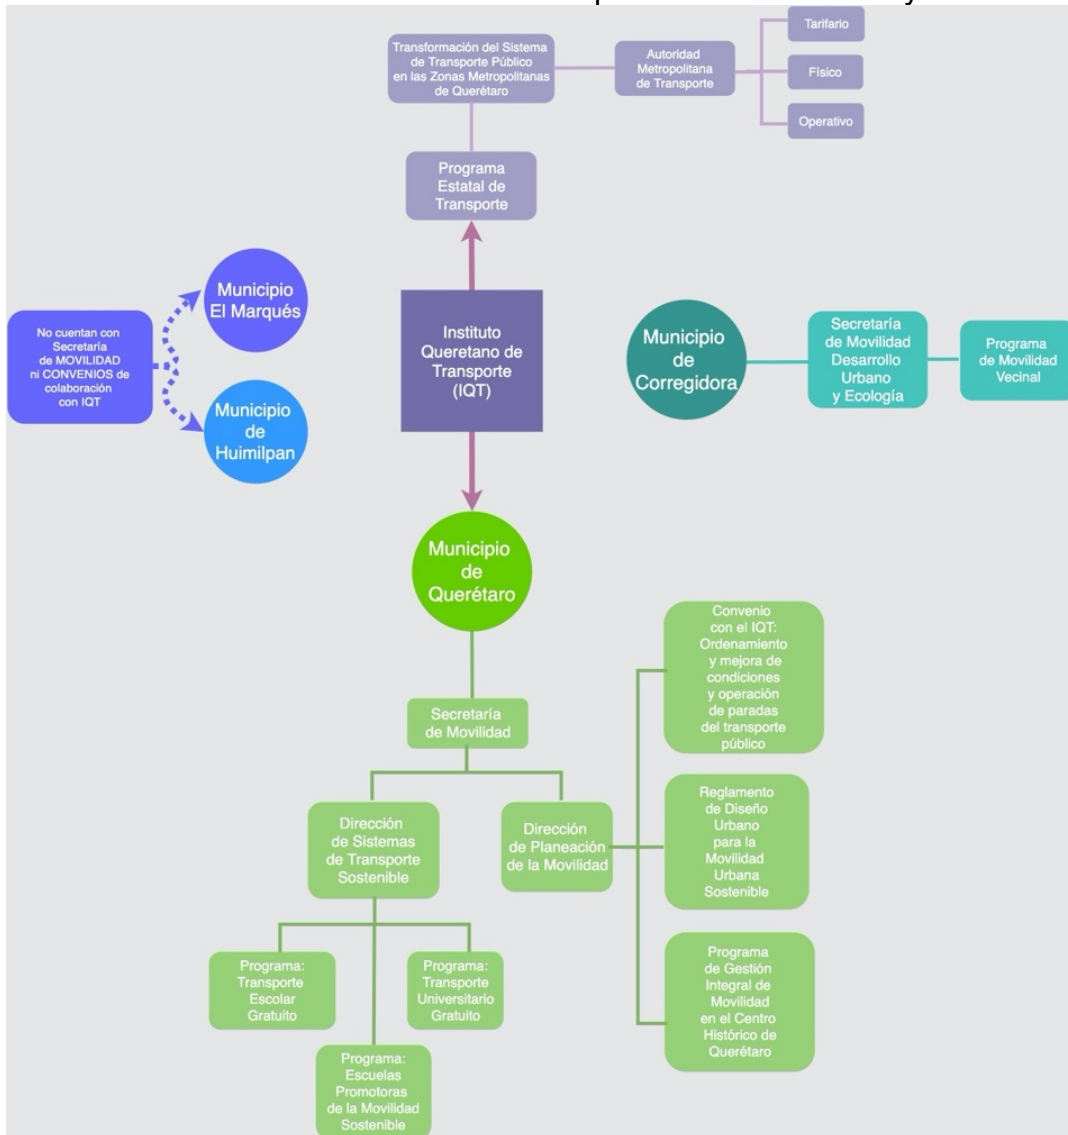 Transformación del Sistema
de Transporte Público
en las Zonas Metropolitanas
de Querétaro
Autoridad
Metropolitana
de Transporte
Tarifario
Físico
Operativo
Programa
Estatal de
Transporte
No cuentan con
Secretaría
de MOVILIDAD
ni CONVENIOS de
colaboración
con IQT
Municipio
El Marqués
Municipio
de
Huimilpan
Instituto
Queretano de
Transporte
(IQT)
Municipio
de
Corregidora
Secretaría
de Movilidad
Desarrollo
Urbano
y Ecología
Programa
de Movilidad
Vecinal
Municipio
de
Querétaro
Secretaría
de Movilidad
Dirección
de Sistemas
de Transporte
Sostenible
Dirección
de Planeación
de la Movilidad
Convenio
con el IQT:
Ordenamiento
y mejora de
condiciones
y operación
de paradas
del transporte
público
Reglamento
de Diseño
Urbano
para la
Movilidad
Urbana
Sostenible
Programa
de Gestión
Integral de
Movilidad
en el Centro
Histórico de
Querétaro
Programa:
Transporte
Escolar
Gratuito
Programa:
Transporte
Universitario
Gratuito
Programa:
Escuelas
Promotoras
de la Movilidad
Sostenible